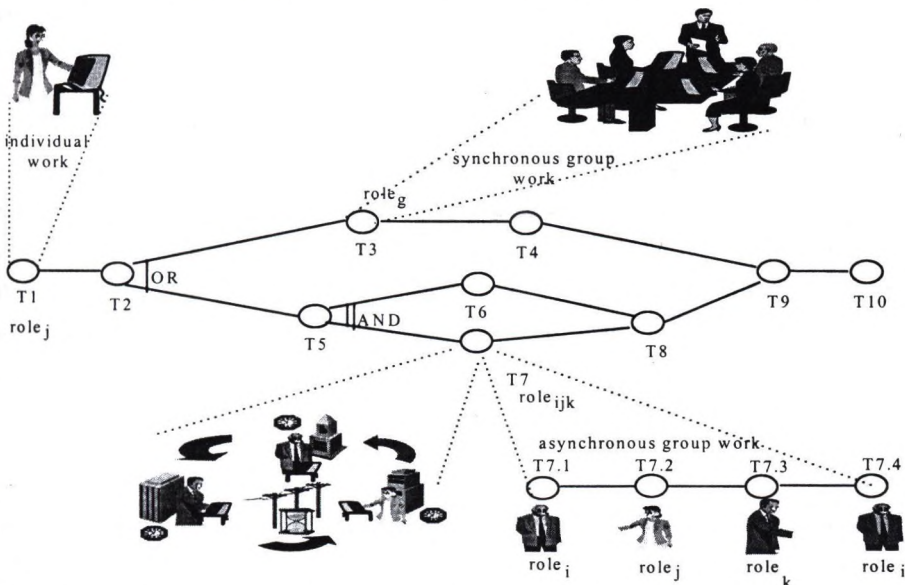 individual
work
synchronous group
work
role g
T3
T4
OR
T1
T2
T9
T10
role j
T5
AND
T6
T8
T7
role ijk
asynchronous group work
T7.1
T7.2
T7.3
T7.4
role i
role j
role k
role i